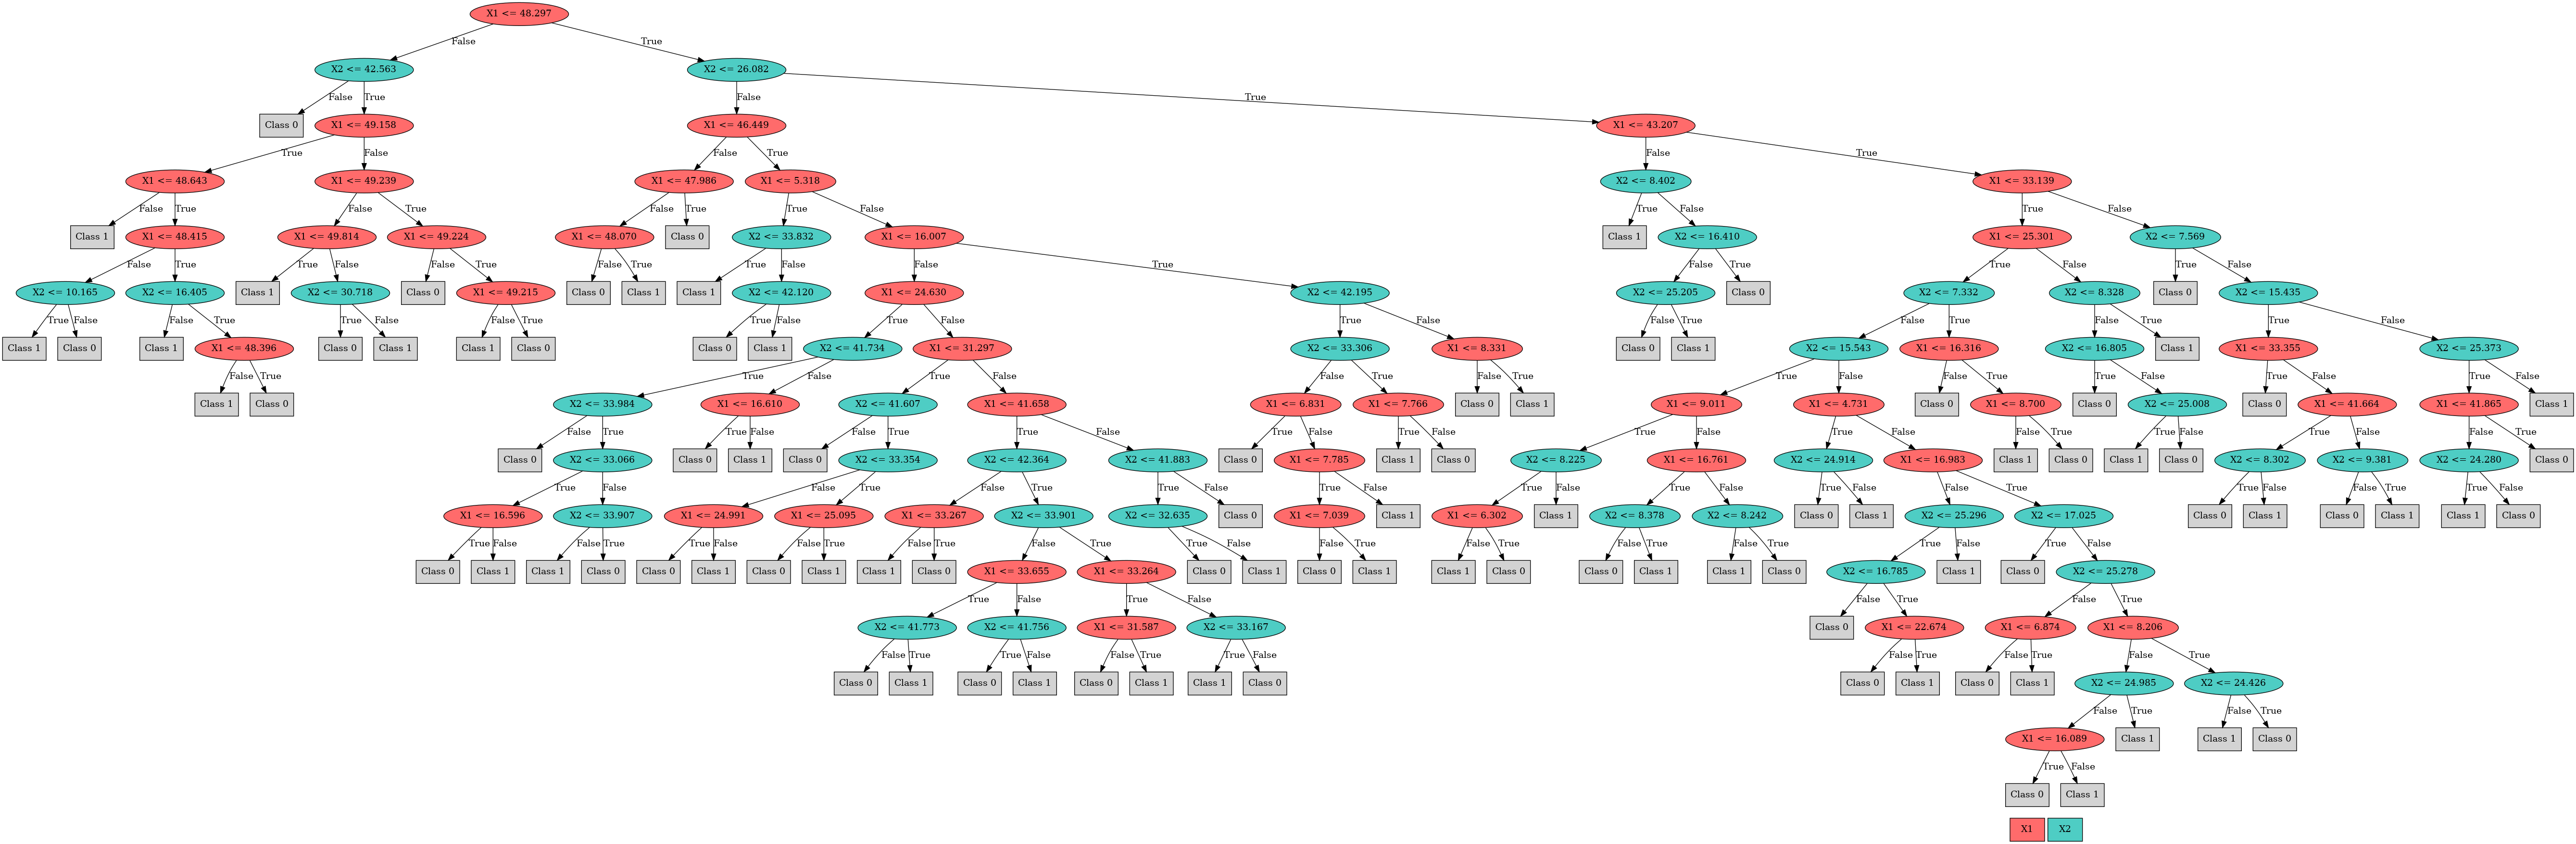 X1 <= 48.297
False
True
X2 <= 42.563
X2 <= 26.082
False
True
False
True
Class 0
X1 <= 49.158
X1 <= 46.449
X1 <= 43.207
True
False
False
True
False
True
X1 <= 48.643
X1 <= 49.239
X1 <= 47.986
X1 <= 5.318
X2 <= 8.402
X1 <= 33.139
False
True
False
True
False
True
True
False
True
False
True
False
Class 1
X1 <= 48.415
X1 <= 49.814
X1 <= 49.224
X1 <= 48.070
Class 0
X2 <= 33.832
X1 <= 16.007
Class 1
X2 <= 16.410
X1 <= 25.301
X2 <= 7.569
False
True
True
False
False
True
False
True
True
False
False
True
False
True
True
False
True
False
X2 <= 10.165
X2 <= 16.405
Class 1
X2 <= 30.718
Class 0
X1 <= 49.215
Class 0
Class 1
Class 1
X2 <= 42.120
X1 <= 24.630
X2 <= 42.195
X2 <= 25.205
Class 0
X2 <= 7.332
X2 <= 8.328
Class 0
X2 <= 15.435
True
False
False
True
True
False
False
True
True
False
True
False
True
False
False
True
False
True
False
True
True
False
Class 1
Class 0
Class 1
X1 <= 48.396
Class 0
Class 1
Class 1
Class 0
Class 0
Class 1
X2 <= 41.734
X1 <= 31.297
X2 <= 33.306
X1 <= 8.331
Class 0
Class 1
X2 <= 15.543
X1 <= 16.316
X2 <= 16.805
Class 1
X1 <= 33.355
X2 <= 25.373
False
True
True
False
True
False
False
True
False
True
True
False
False
True
True
False
True
False
True
False
Class 1
Class 0
X2 <= 33.984
X1 <= 16.610
X2 <= 41.607
X1 <= 41.658
X1 <= 6.831
X1 <= 7.766
Class 0
Class 1
X1 <= 9.011
X1 <= 4.731
Class 0
X1 <= 8.700
Class 0
X2 <= 25.008
Class 0
X1 <= 41.664
X1 <= 41.865
Class 1
False
True
True
False
False
True
True
False
True
False
True
False
True
False
True
False
False
True
True
False
True
False
False
True
Class 0
X2 <= 33.066
Class 0
Class 1
Class 0
X2 <= 33.354
X2 <= 42.364
X2 <= 41.883
Class 0
X1 <= 7.785
Class 1
Class 0
X2 <= 8.225
X1 <= 16.761
X2 <= 24.914
X1 <= 16.983
Class 1
Class 0
Class 1
Class 0
X2 <= 8.302
X2 <= 9.381
X2 <= 24.280
Class 0
True
False
False
True
False
True
True
False
True
False
True
False
True
False
True
False
False
True
True
False
False
True
True
False
X1 <= 16.596
X2 <= 33.907
X1 <= 24.991
X1 <= 25.095
X1 <= 33.267
X2 <= 33.901
X2 <= 32.635
Class 0
X1 <= 7.039
Class 1
X1 <= 6.302
Class 1
X2 <= 8.378
X2 <= 8.242
Class 0
Class 1
X2 <= 25.296
X2 <= 17.025
Class 0
Class 1
Class 0
Class 1
Class 1
Class 0
True
False
False
True
True
False
False
True
False
True
False
True
True
False
False
True
False
True
False
True
False
True
True
False
True
False
Class 0
Class 1
Class 1
Class 0
Class 0
Class 1
Class 0
Class 1
Class 1
Class 0
X1 <= 33.655
X1 <= 33.264
Class 0
Class 1
Class 0
Class 1
Class 1
Class 0
Class 0
Class 1
Class 1
Class 0
X2 <= 16.785
Class 1
Class 0
X2 <= 25.278
True
False
True
False
False
True
False
True
X2 <= 41.773
X2 <= 41.756
X1 <= 31.587
X2 <= 33.167
Class 0
X1 <= 22.674
X1 <= 6.874
X1 <= 8.206
False
True
True
False
False
True
True
False
False
True
False
True
False
True
Class 0
Class 1
Class 0
Class 1
Class 0
Class 1
Class 1
Class 0
Class 0
Class 1
Class 0
Class 1
X2 <= 24.985
X2 <= 24.426
False
True
False
True
X1 <= 16.089
Class 1
Class 1
Class 0
True
False
Class 0
Class 1
X1
X2